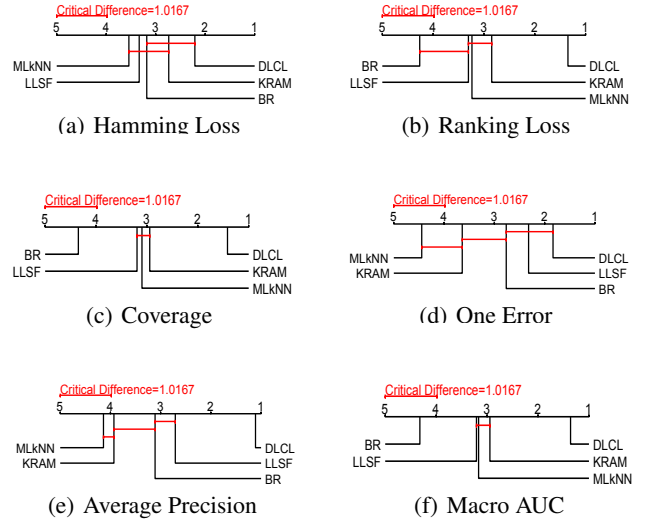 Critical Difference=1.0167
5 4 3 2 1
MLkNN DLCL
LLSF KRAM
BR
(a) Hamming Loss
Critical Difference=1.0167
5 4 3 2 1
BR DLCL
LLSF KRAM
MLkNN
(b) Ranking Loss
Critical Difference=1.0167
5 4 3 2 1
BR DLCL
LLSF KRAM
MLkNN
(c) Coverage
Critical Difference=1.0167
5 4 3 2 1
MLkNN DLCL
KRAM LLSF
BR
(d) One Error
Critical Difference=1.0167
5 4 3 2 1
MLkNN DLCL
KRAM LLSF
BR
(e) Average Precision
Critical Difference=1.0167
5 4 3 2 1
BR DLCL
LLSF KRAM
MLkNN
(f) Macro AUC